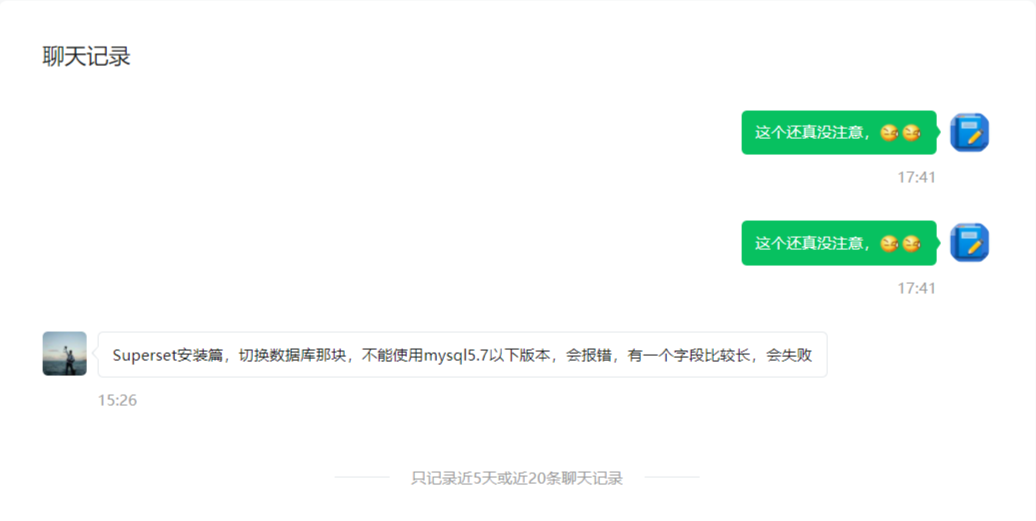 聊天记录
这个还真没注意，😆😆
17:41
这个还真没注意，😆😆
17:41
Superset安装篇，切换数据库那块，不能使用mysql5.7以下版本，会报错，有一个字段比较长，会失败
15:26
只记录近5天或近20条聊天记录